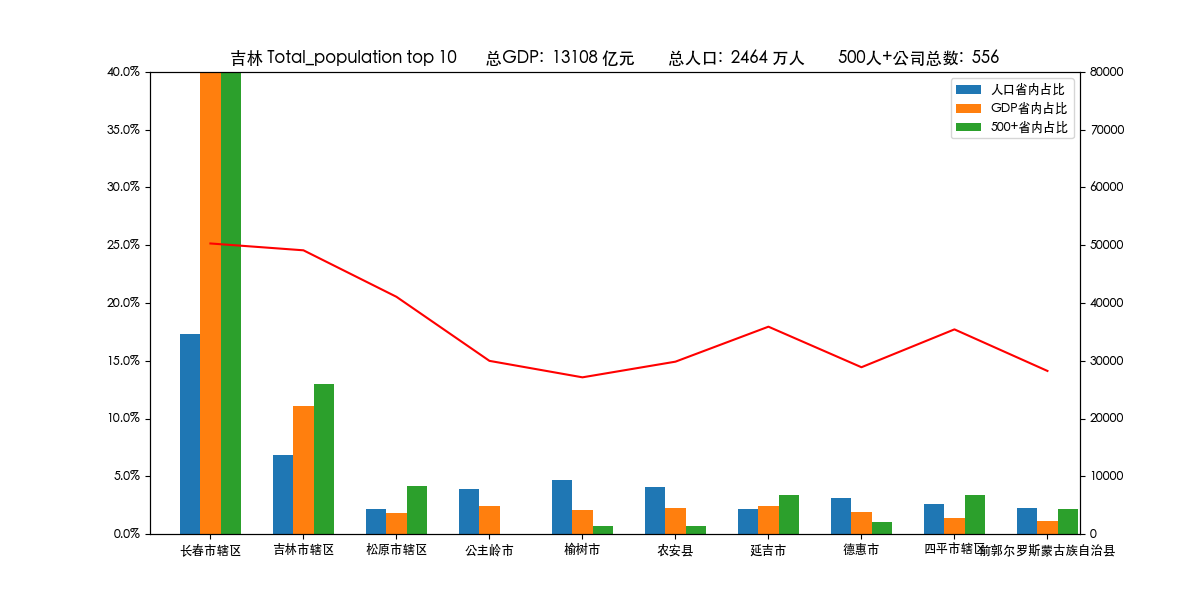 吉林 Total_population top 10 总GDP: 13108 亿元 总人口: 2464 万人 500人+公司总数: 556
人口省内占比
GDP省内占比
500+省内占比
40.0%
35.0%
30.0%
25.0%
20.0%
15.0%
10.0%
5.0%
0.0%
80000
70000
60000
50000
40000
30000
20000
10000
0
长春市辖区
吉林市辖区
松原市辖区
公主岭市
榆树市
农安县
延吉市
德惠市
四平市辖区
前郭尔罗斯蒙古族自治县